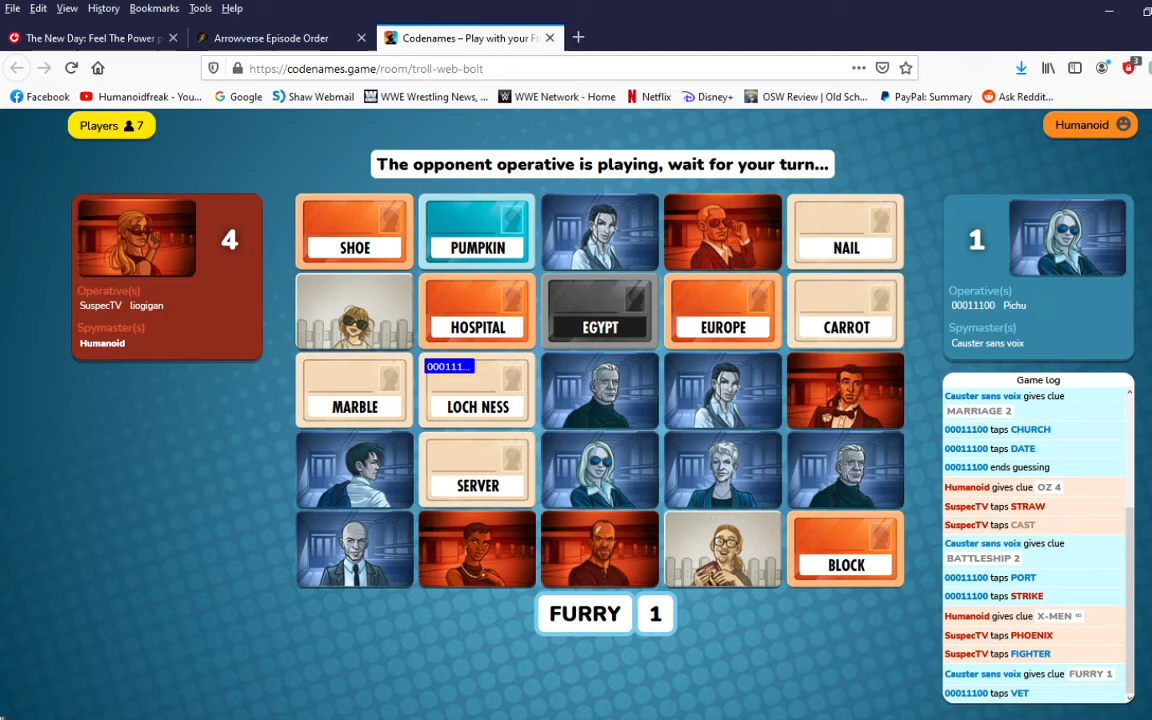 File Edit View History Bookmarks Tools Help
The New Day: Feel The Power p
Arrowverse Episode Order
Codenames – Play with your Fr
https://codenames.game/room/troll-web-bolt
3
Facebook
Humanoidfreak - You...
Google
Shaw Webmail
WWE Wrestling News, ...
WWE Network - Home
Netflix
Disney+
OSW Review | Old Sch...
PayPal: Summary
Ask Reddit...
Players 7
Humanoid
The opponent operative is playing, wait for your turn...
4
Operative(s)
SuspecTV liogigan
Spymaster(s)
Humanoid
SHOE
PUMPKIN
NAIL
HOSPITAL
EGYPT
EUROPE
CARROT
MARBLE
000111...
LOCH NESS
SERVER
BLOCK
FURRY 1
1
Operative(s)
00011100 Pichu
Spymaster(s)
Causter sans voix
Game log
Causter sans voix gives clue
MARRIAGE 2
00011100 taps CHURCH
00011100 taps DATE
00011100 ends guessing
Humanoid gives clue OZ 4
SuspecTV taps STRAW
SuspecTV taps CAST
Causter sans voix gives clue
BATTLESHIP 2
00011100 taps PORT
00011100 taps STRIKE
Humanoid gives clue X-MEN ∞
SuspecTV taps PHOENIX
SuspecTV taps FIGHTER
Causter sans voix gives clue FURRY 1
00011100 taps VET